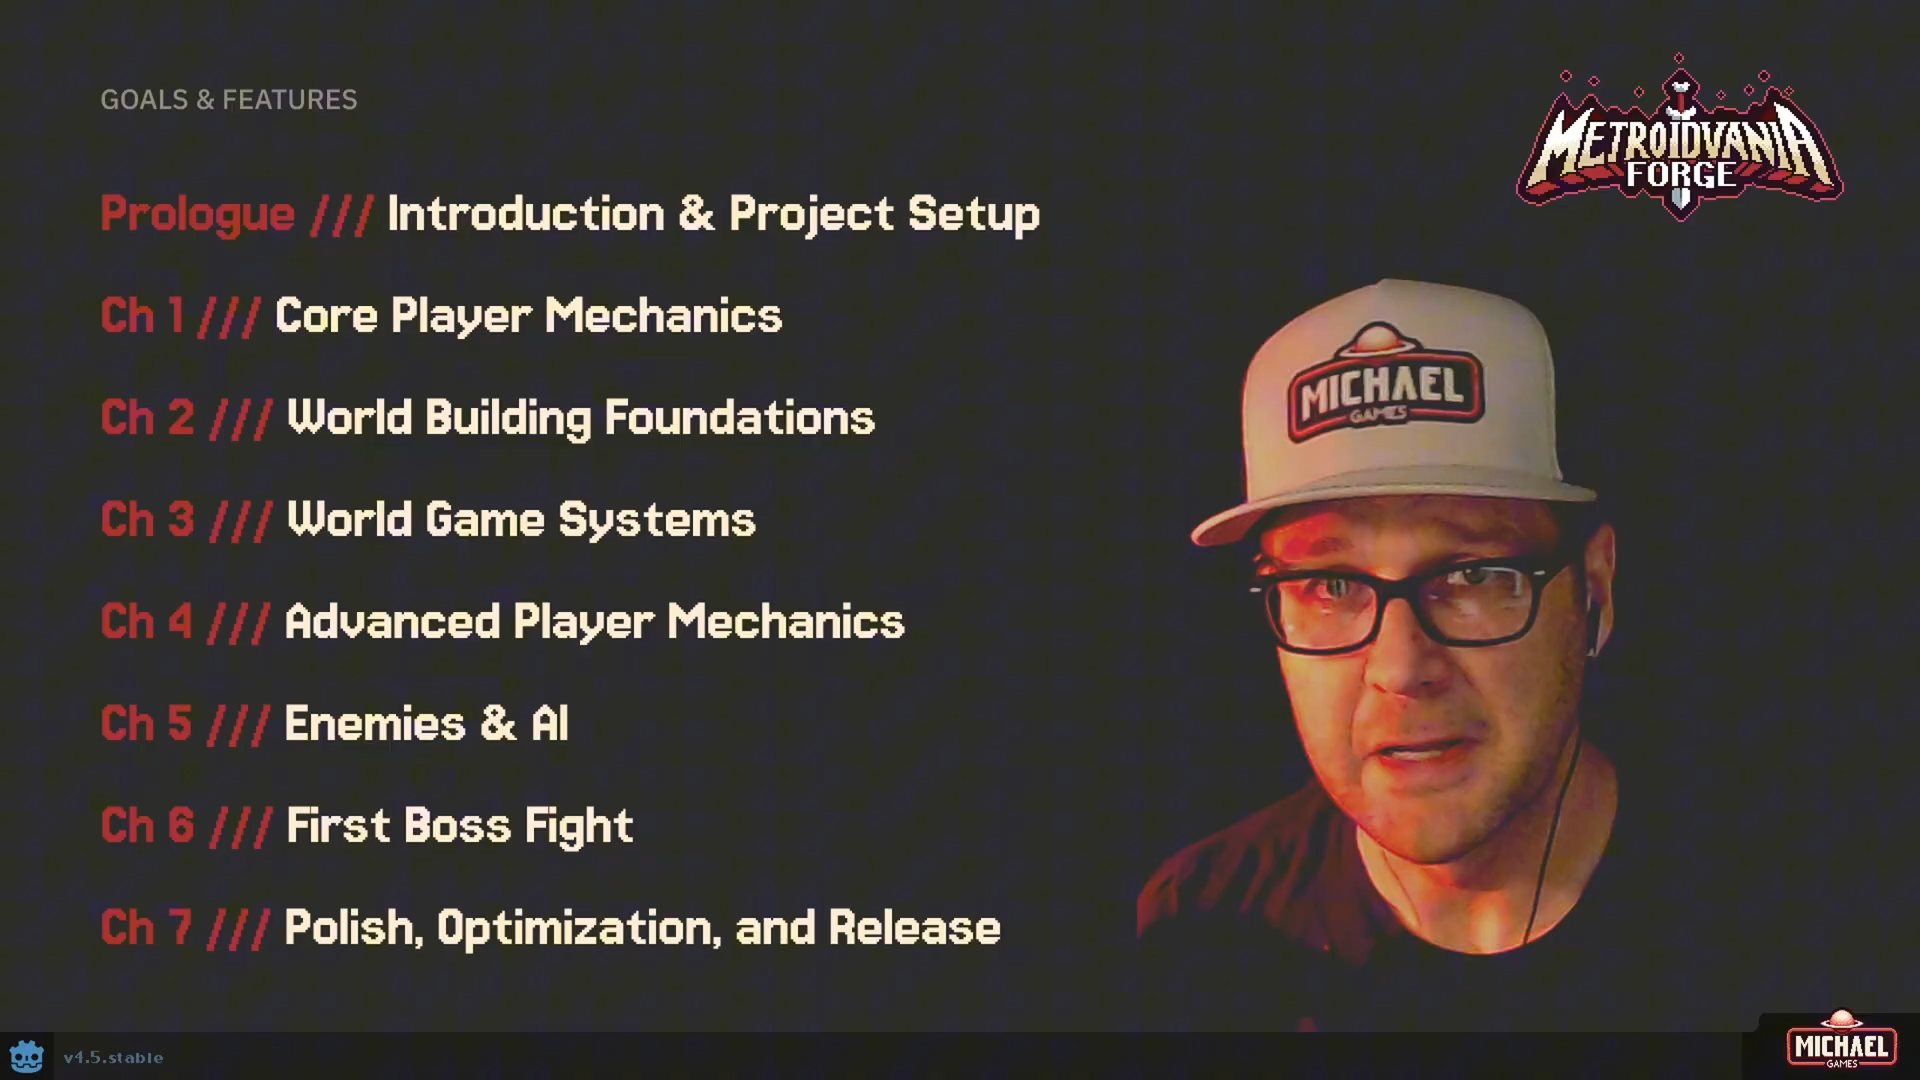 GOALS & FEATURES
METROIDVANIA
FORGE
Prologue /// Introduction & Project Setup
Ch 1 /// Core Player Mechanics
Ch 2 /// World Building Foundations
Ch 3 /// World Game Systems
Ch 4 /// Advanced Player Mechanics
Ch 5 /// Enemies & AI
Ch 6 /// First Boss Fight
Ch 7 /// Polish, Optimization, and Release
MICHAEL
GAMES
v4.5.stable
MICHAEL
GAMES